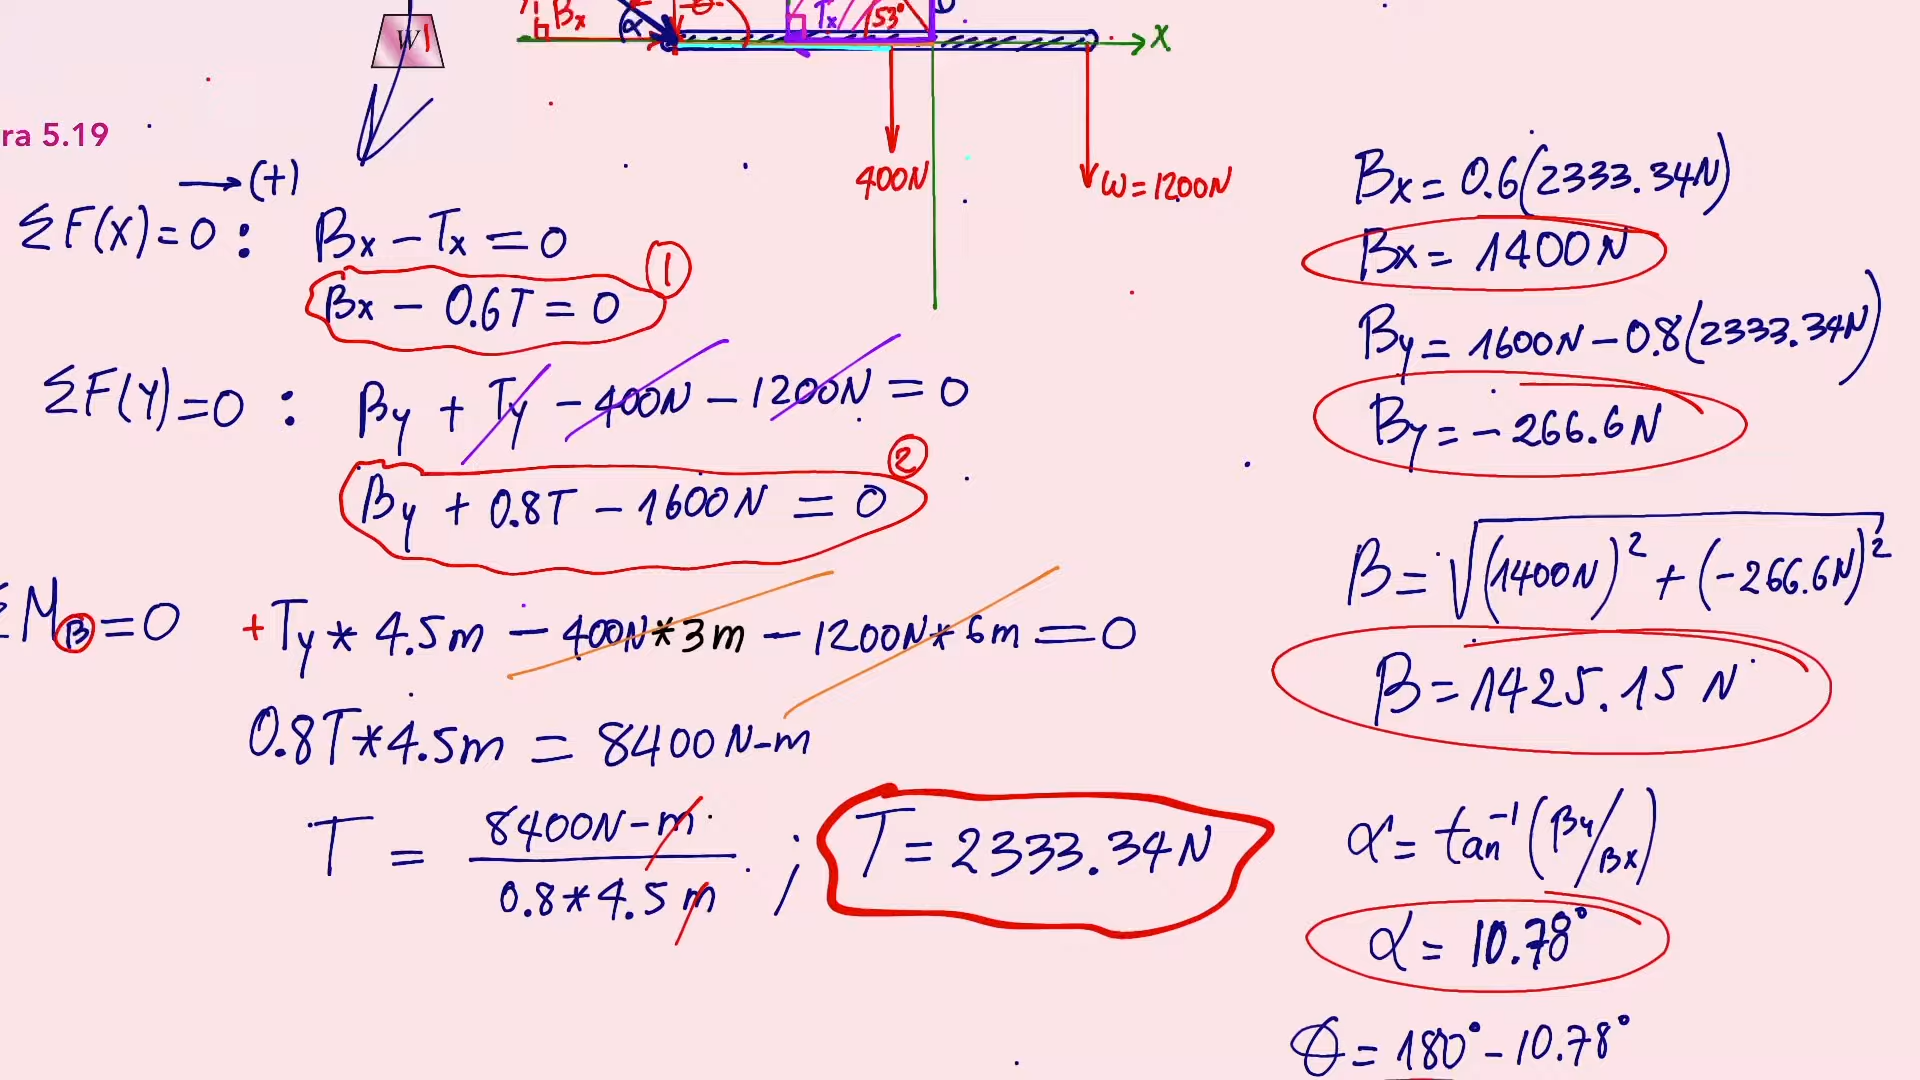 Bx
α
Tx
53°
X
W1
ra 5.19
400N
W=1200N
→(+)
ΣF(X)=0: Bx - Tx = 0
Bx - 0.6T = 0 1
ΣF(Y)=0: By + Ty - 400N - 1200N = 0
By + 0.8T - 1600N = 0 2
ΣM B = 0 + Ty * 4.5m - 400N*3m - 1200N*6m = 0
0.8T*4.5m = 8400N-m
T = 8400N-m / 0.8*4.5m ; T = 2333.34N
Bx = 0.6(2333.34N)
Bx = 1400N
By = 1600N - 0.8(2333.34N)
By = -266.6N
B = √(1400N)² + (-266.6N)²
B = 1425.15 N
α = tan⁻¹(By/Bx)
α = 10.78°
θ = 180° - 10.78°